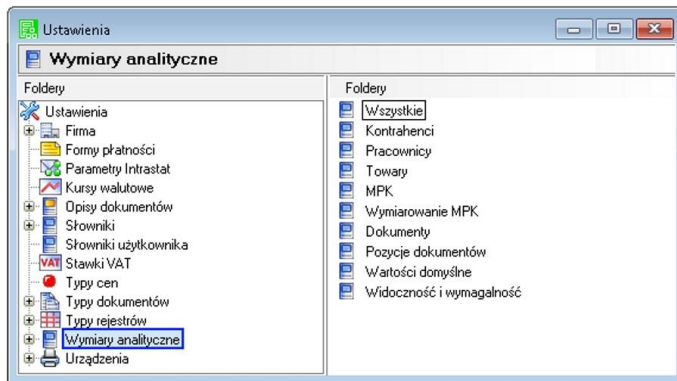 Ustawienia
Wymiary analityczne
Foldery
Ustawienia
Firma
Formy płatności
Parametry Intrastat
Kursy walutowe
Opisy dokumentów
Słowniki
Słowniki użytkownika
VAT Stawki VAT
Typy cen
Typy dokumentów
Typy rejestrów
Wymiary analityczne
Urządzenia
Foldery
Wszystkie
Kontrahenci
Pracownicy
Towary
MPK
Wymiarowanie MPK
Dokumenty
Pozycje dokumentów
Wartości domyślne
Widoczność i wymagalność